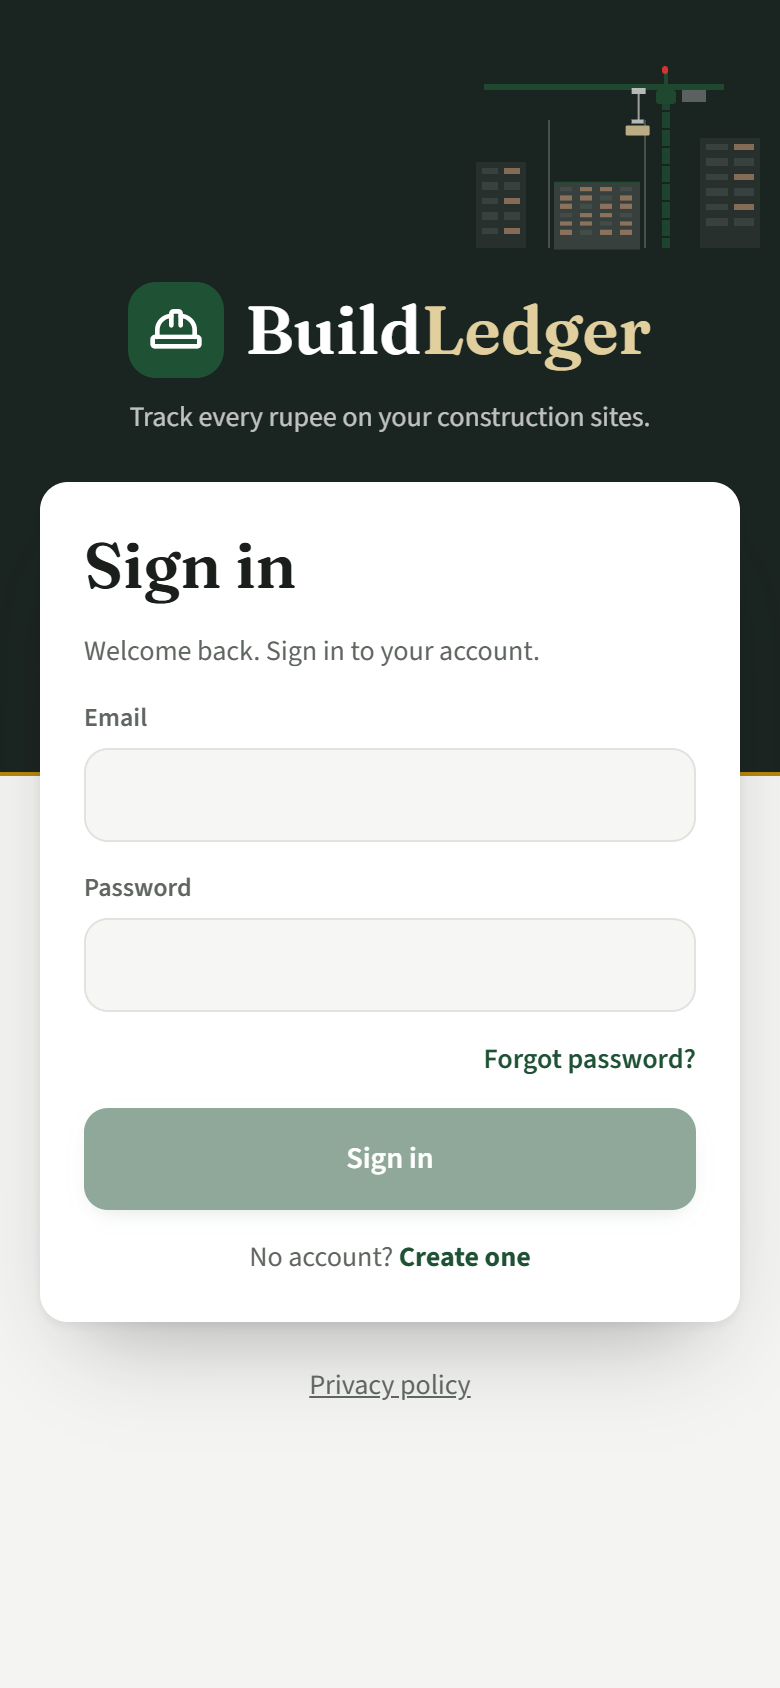 BuildLedger
Track every rupee on your construction sites.
Sign in
Welcome back. Sign in to your account.
Email
Password
Forgot password?
Sign in
No account? Create one
Privacy policy